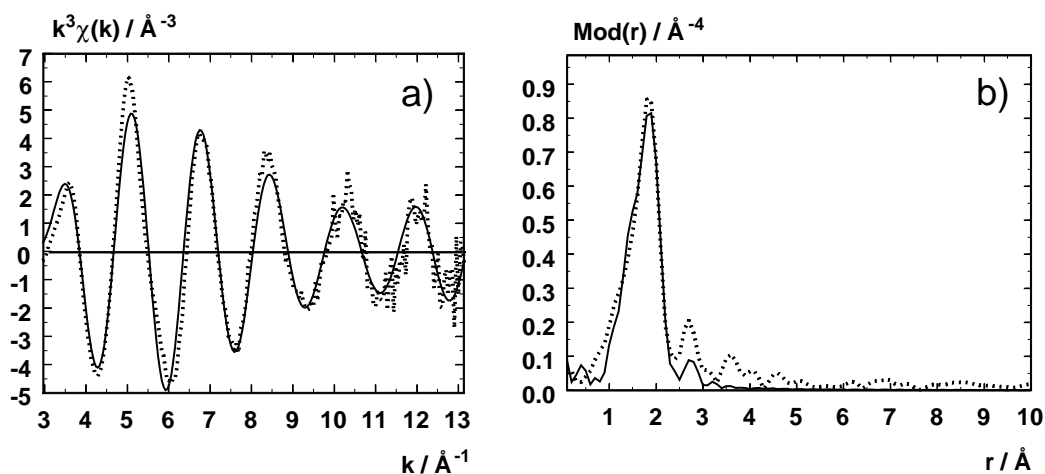 k³χ(k) / Å⁻³
a)
7
6
5
4
3
2
1
0
-1
-2
-3
-4
-5
3 4 5 6 7 8 9 10 11 12 13
k / Å⁻¹
Mod(r) / Å⁻⁴
b)
0.9
0.8
0.7
0.6
0.5
0.4
0.3
0.2
0.1
0.0
1 2 3 4 5 6 7 8 9 10
r / Å